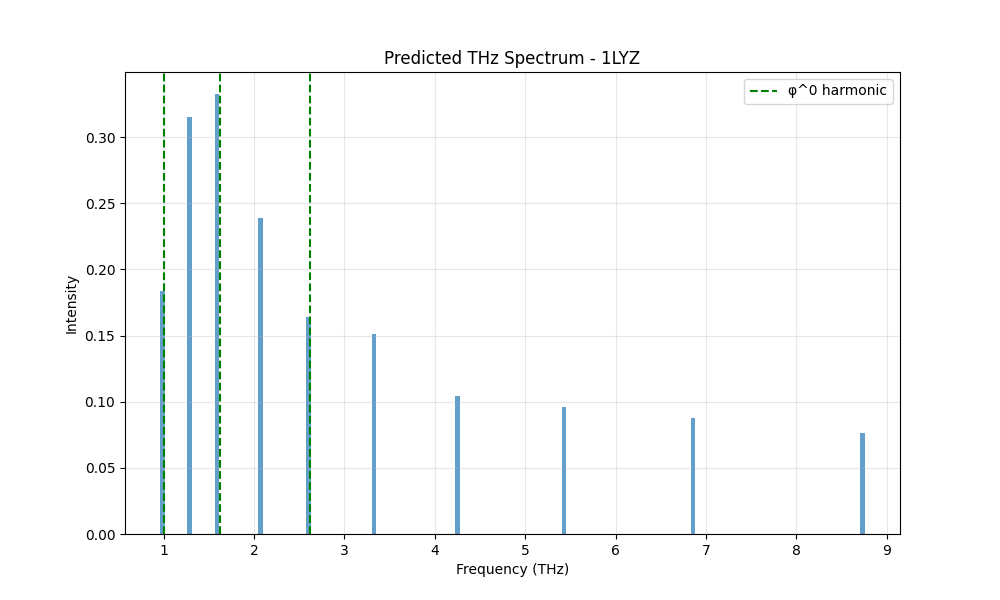 Predicted THz Spectrum - 1LYZ
φ^0 harmonic
Intensity
0.30
0.25
0.20
0.15
0.10
0.05
0.00
1 2 3 4 5 6 7 8 9
Frequency (THz)